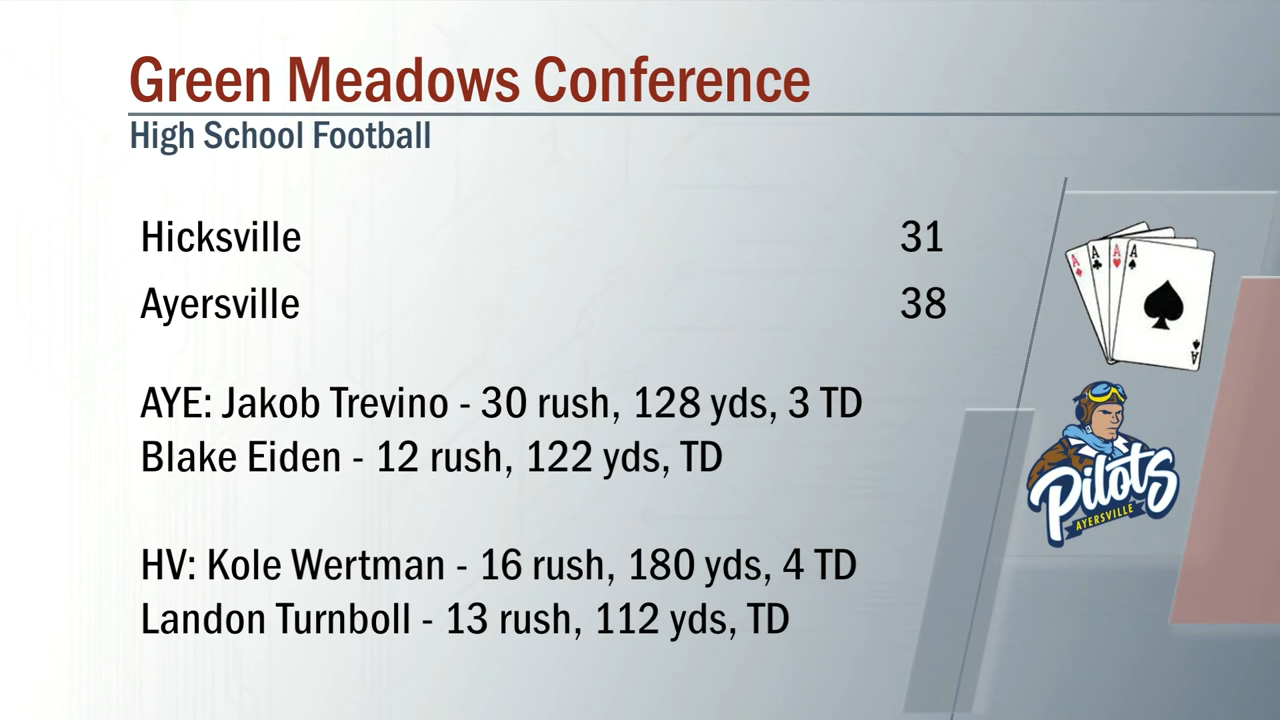 Green Meadows Conference
High School Football
Hicksville 31
Ayersville 38
AYE: Jakob Trevino - 30 rush, 128 yds, 3 TD
Blake Eiden - 12 rush, 122 yds, TD
HV: Kole Wertman - 16 rush, 180 yds, 4 TD
Landon Turnboll - 13 rush, 112 yds, TD
A A A A
A
Pilots
AYERSVILLE